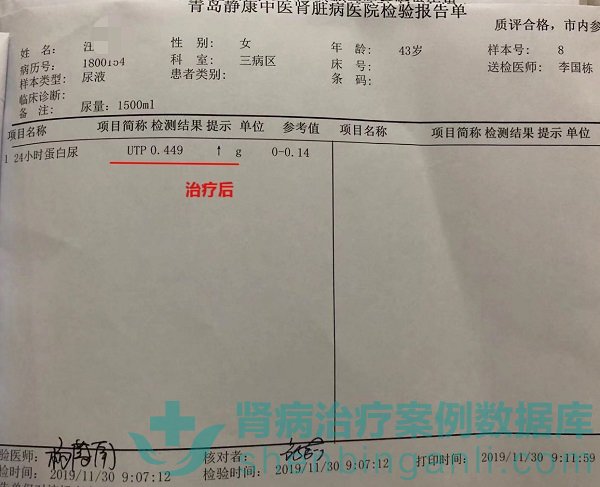 青岛静康中医肾脏病医院检验报告单
质评合格，市内参
姓 名： 汪 性 别： 女 年 龄： 43岁 样本号： 8
病历号： 1800154 科 室： 三病区 床 号： 送检医师： 李国栋
样本类型： 尿液 患者类别： 条 码：
临床诊断：
备 注： 尿量：1500ml
项目名称 项目简称 检测结果 提示 单位 参考值 项目名称 项目简称 检测结果 提示 单位
1 24小时蛋白尿 UTP 0.449 ↑ g 0-0.14
治疗后
肾病治疗案例数据库
shenbinganli.com
验医师： 核对者：
检时间： 2019/11/30 9:07:12 检验时间： 2019/11/30 9:07:12 打印时间： 2019/11/30 9:11:59